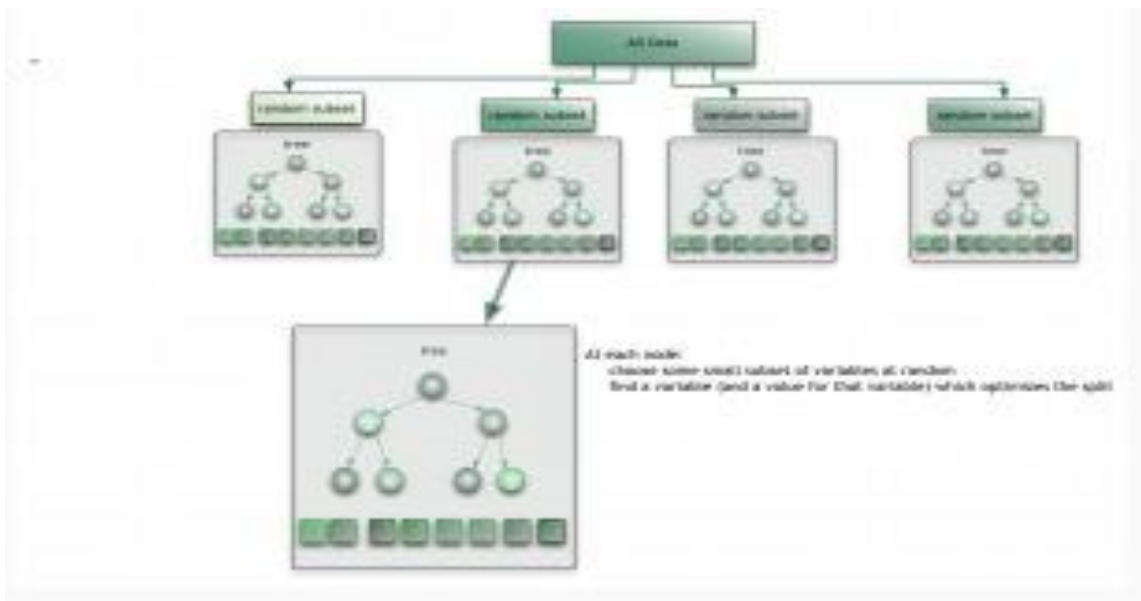 All Data
random subset
random subset
random subset
random subset
tree
tree
tree
tree
tree
At each node:
choose some small subset of variables at random
find a variable (and a value for that variable) which optimizes the split